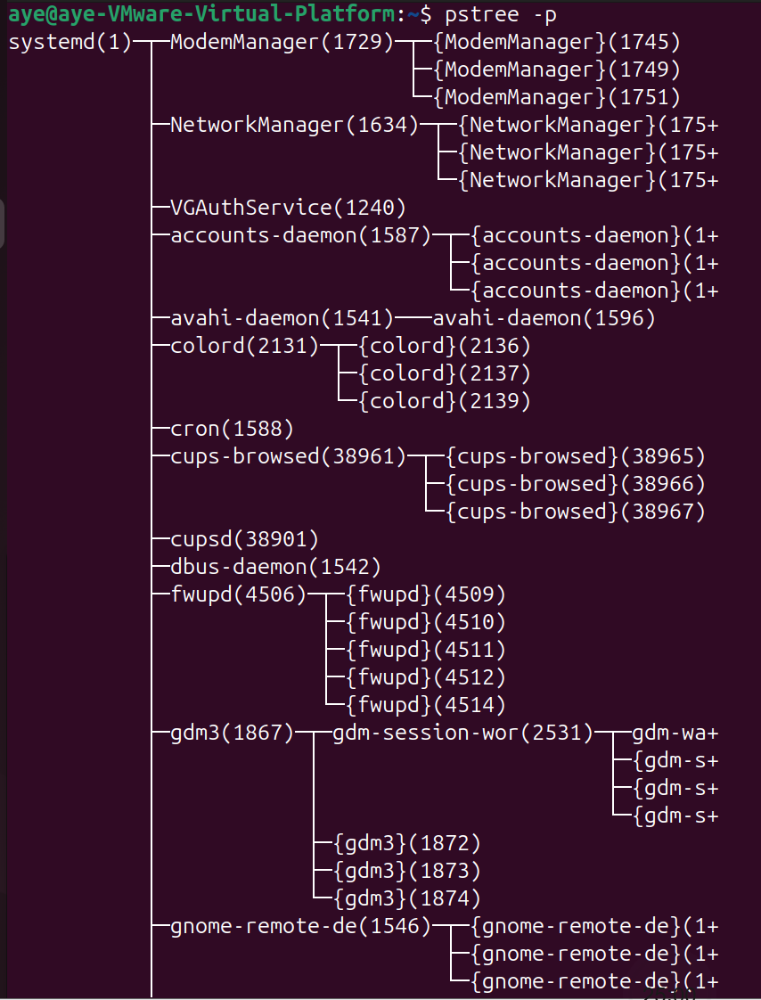 aye@aye-VMware-Virtual-Platform:~$ pstree -p
systemd(1)─┬─ModemManager(1729)─┬─{ModemManager}(1745)
           │                    ├─{ModemManager}(1749)
           │                    └─{ModemManager}(1751)
           ├─NetworkManager(1634)─┬─{NetworkManager}(175+
           │                      ├─{NetworkManager}(175+
           │                      └─{NetworkManager}(175+
           ├─VGAuthService(1240)
           ├─accounts-daemon(1587)─┬─{accounts-daemon}(1+
           │                       ├─{accounts-daemon}(1+
           │                       └─{accounts-daemon}(1+
           ├─avahi-daemon(1541)───avahi-daemon(1596)
           ├─colord(2131)─┬─{colord}(2136)
           │              ├─{colord}(2137)
           │              └─{colord}(2139)
           ├─cron(1588)
           ├─cups-browsed(38961)─┬─{cups-browsed}(38965)
           │                     ├─{cups-browsed}(38966)
           │                     └─{cups-browsed}(38967)
           ├─cupsd(38901)
           ├─dbus-daemon(1542)
           ├─fwupd(4506)─┬─{fwupd}(4509)
           │             ├─{fwupd}(4510)
           │             ├─{fwupd}(4511)
           │             ├─{fwupd}(4512)
           │             └─{fwupd}(4514)
           ├─gdm3(1867)─┬─gdm-session-wor(2531)─┬─gdm-wa+
           │            │                       ├─{gdm-s+
           │            │                       ├─{gdm-s+
           │            │                       └─{gdm-s+
           │            ├─{gdm3}(1872)
           │            ├─{gdm3}(1873)
           │            └─{gdm3}(1874)
           ├─gnome-remote-de(1546)─┬─{gnome-remote-de}(1+
           │                       ├─{gnome-remote-de}(1+
           │                       └─{gnome-remote-de}(1+